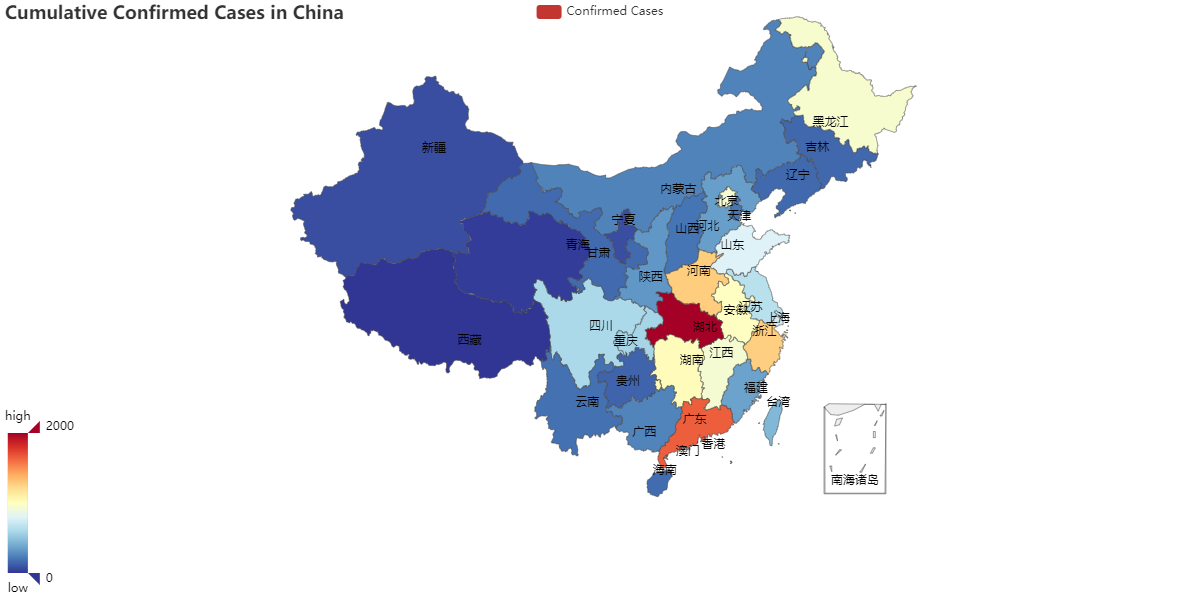 Cumulative Confirmed Cases in China
Confirmed Cases
黑龙江
新疆
吉林
辽宁
内蒙古
北京
天津
宁夏
山西
河北
青海
甘肃
山东
陕西
河南
安徽
江苏
上海
四川
湖北
浙江
西藏
重庆
湖南
江西
贵州
福建
云南
台湾
广东
广西
香港
澳门
海南
南海诸岛
high
2000
0
low